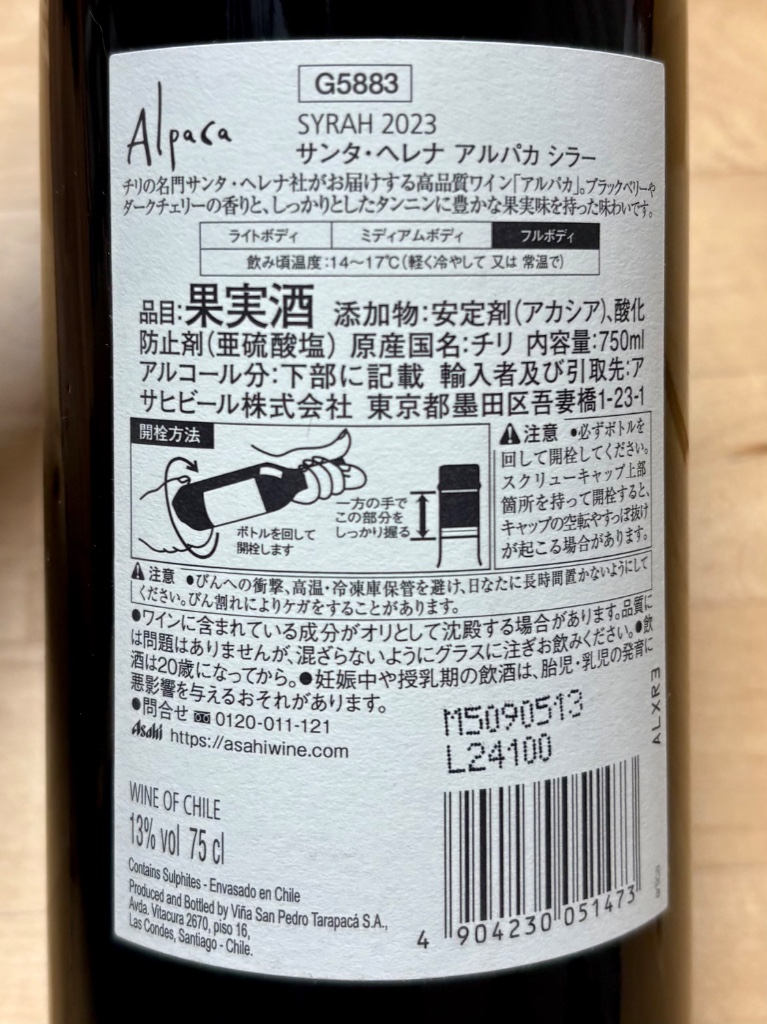 G5883
Alpaca
SYRAH 2023
サンタ・ヘレナ アルパカ シラー
チリの名門サンタ・ヘレナ社がお届けする高品質ワイン「アルパカ」。ブラックベリーや
ダークチェリーの香りと、しっかりとしたタンニンに豊かな果実味を持った味わいです。
ライトボディ ミディアムボディ フルボディ
飲み頃温度:14〜17℃(軽く冷やして 又は 常温で)
品目:果実酒 添加物:安定剤(アカシア)、酸化
防止剤(亜硫酸塩) 原産国名:チリ 内容量:750ml
アルコール分:下部に記載 輸入者及び引取先:ア
サヒビール株式会社 東京都墨田区吾妻橋1-23-1
開栓方法
ボトルを回して
開栓します
一方の手で
この部分を
しっかり握る
注意 ●必ずボトルを
回して開栓してください。
スクリューキャップ上部
箇所を持って開栓すると、
キャップの空転やすっぽ抜け
が起こる場合があります。
注意 ●びんへの衝撃、高温・冷凍庫保管を避け、日なたに長時間置かないようにして
ください。びん割れによりケガをすることがあります。
●ワインに含まれている成分がオリとして沈殿する場合があります。品質に
は問題はありませんが、混ざらないようにグラスに注ぎお飲みください。●飲
酒は20歳になってから。●妊娠中や授乳期の飲酒は、胎児・乳児の発育に
悪影響を与えるおそれがあります。
●問合せ 0120-011-121
Asahi https://asahiwine.com
M5090513
L24100
ALXR3
WINE OF CHILE
13% vol 75 cl
Contains Sulphites - Envasado en Chile
Produced and Bottled by Viña San Pedro Tarapacá S.A.,
Avda. Vitacura 2670, piso 16,
Las Condes, Santiago - Chile.
4 904230 051473